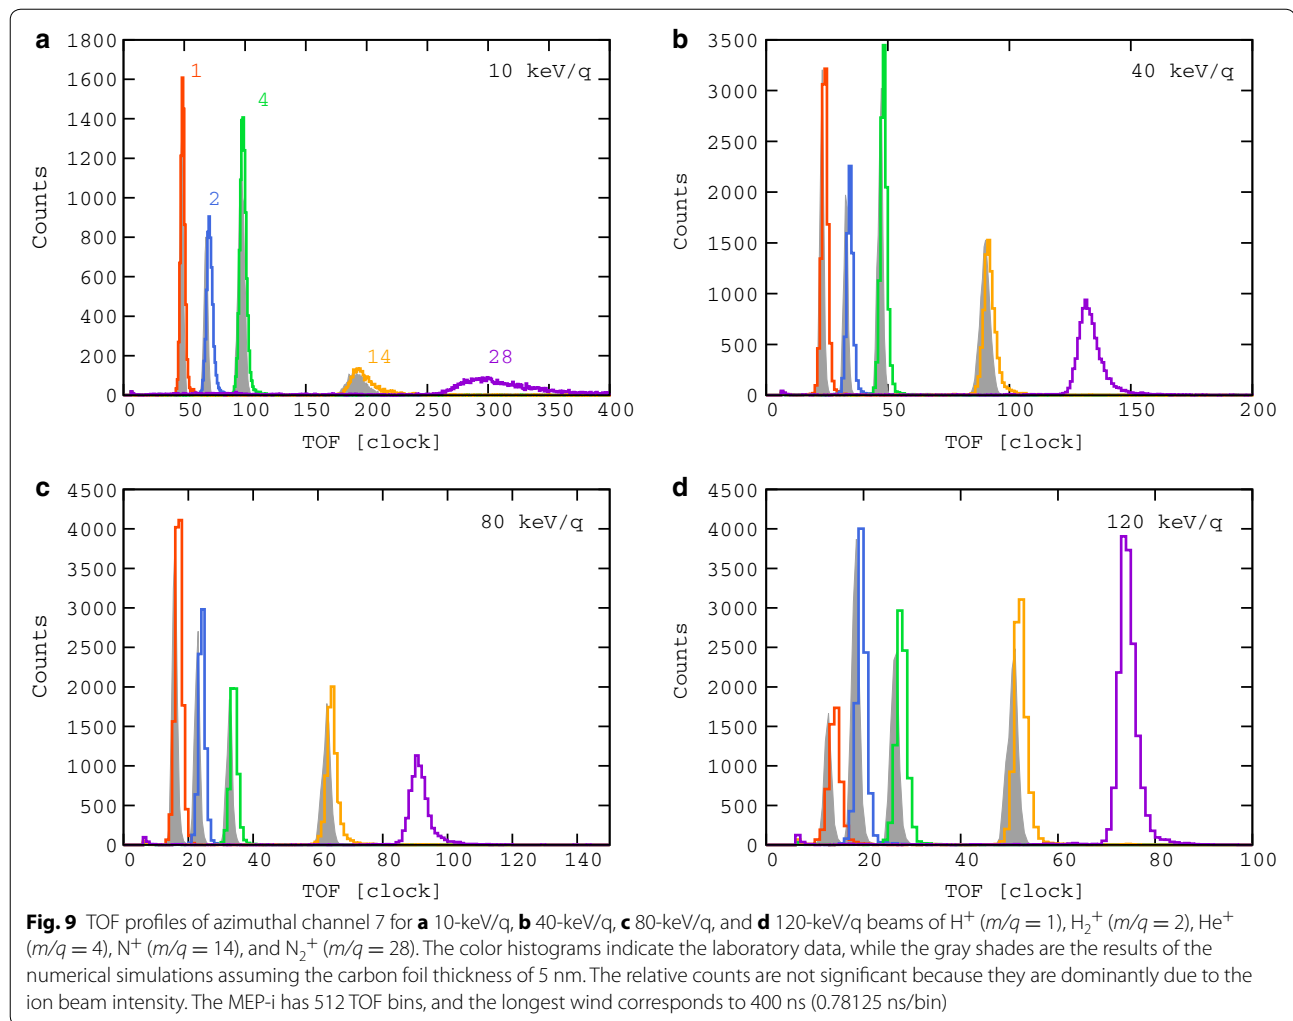 a
1800
1600
1400
1200
1000
800
600
400
200
0
Counts
10 keV/q
1
2
4
14
28
0 50 100 150 200 250 300 350 400
TOF [clock]
b
3500
3000
2500
2000
1500
1000
500
0
Counts
40 keV/q
0 50 100 150 200
TOF [clock]
c
4500
4000
3500
3000
2500
2000
1500
1000
500
0
Counts
80 keV/q
0 20 40 60 80 100 120 140
TOF [clock]
d
4500
4000
3500
3000
2500
2000
1500
1000
500
0
Counts
120 keV/q
0 20 40 60 80 100
TOF [clock]
Fig. 9 TOF profiles of azimuthal channel 7 for a 10-keV/q, b 40-keV/q, c 80-keV/q, and d 120-keV/q beams of H⁺ (m/q = 1), H₂⁺ (m/q = 2), He⁺
(m/q = 4), N⁺ (m/q = 14), and N₂⁺ (m/q = 28). The color histograms indicate the laboratory data, while the gray shades are the results of the
numerical simulations assuming the carbon foil thickness of 5 nm. The relative counts are not significant because they are dominantly due to the
ion beam intensity. The MEP-i has 512 TOF bins, and the longest wind corresponds to 400 ns (0.78125 ns/bin)